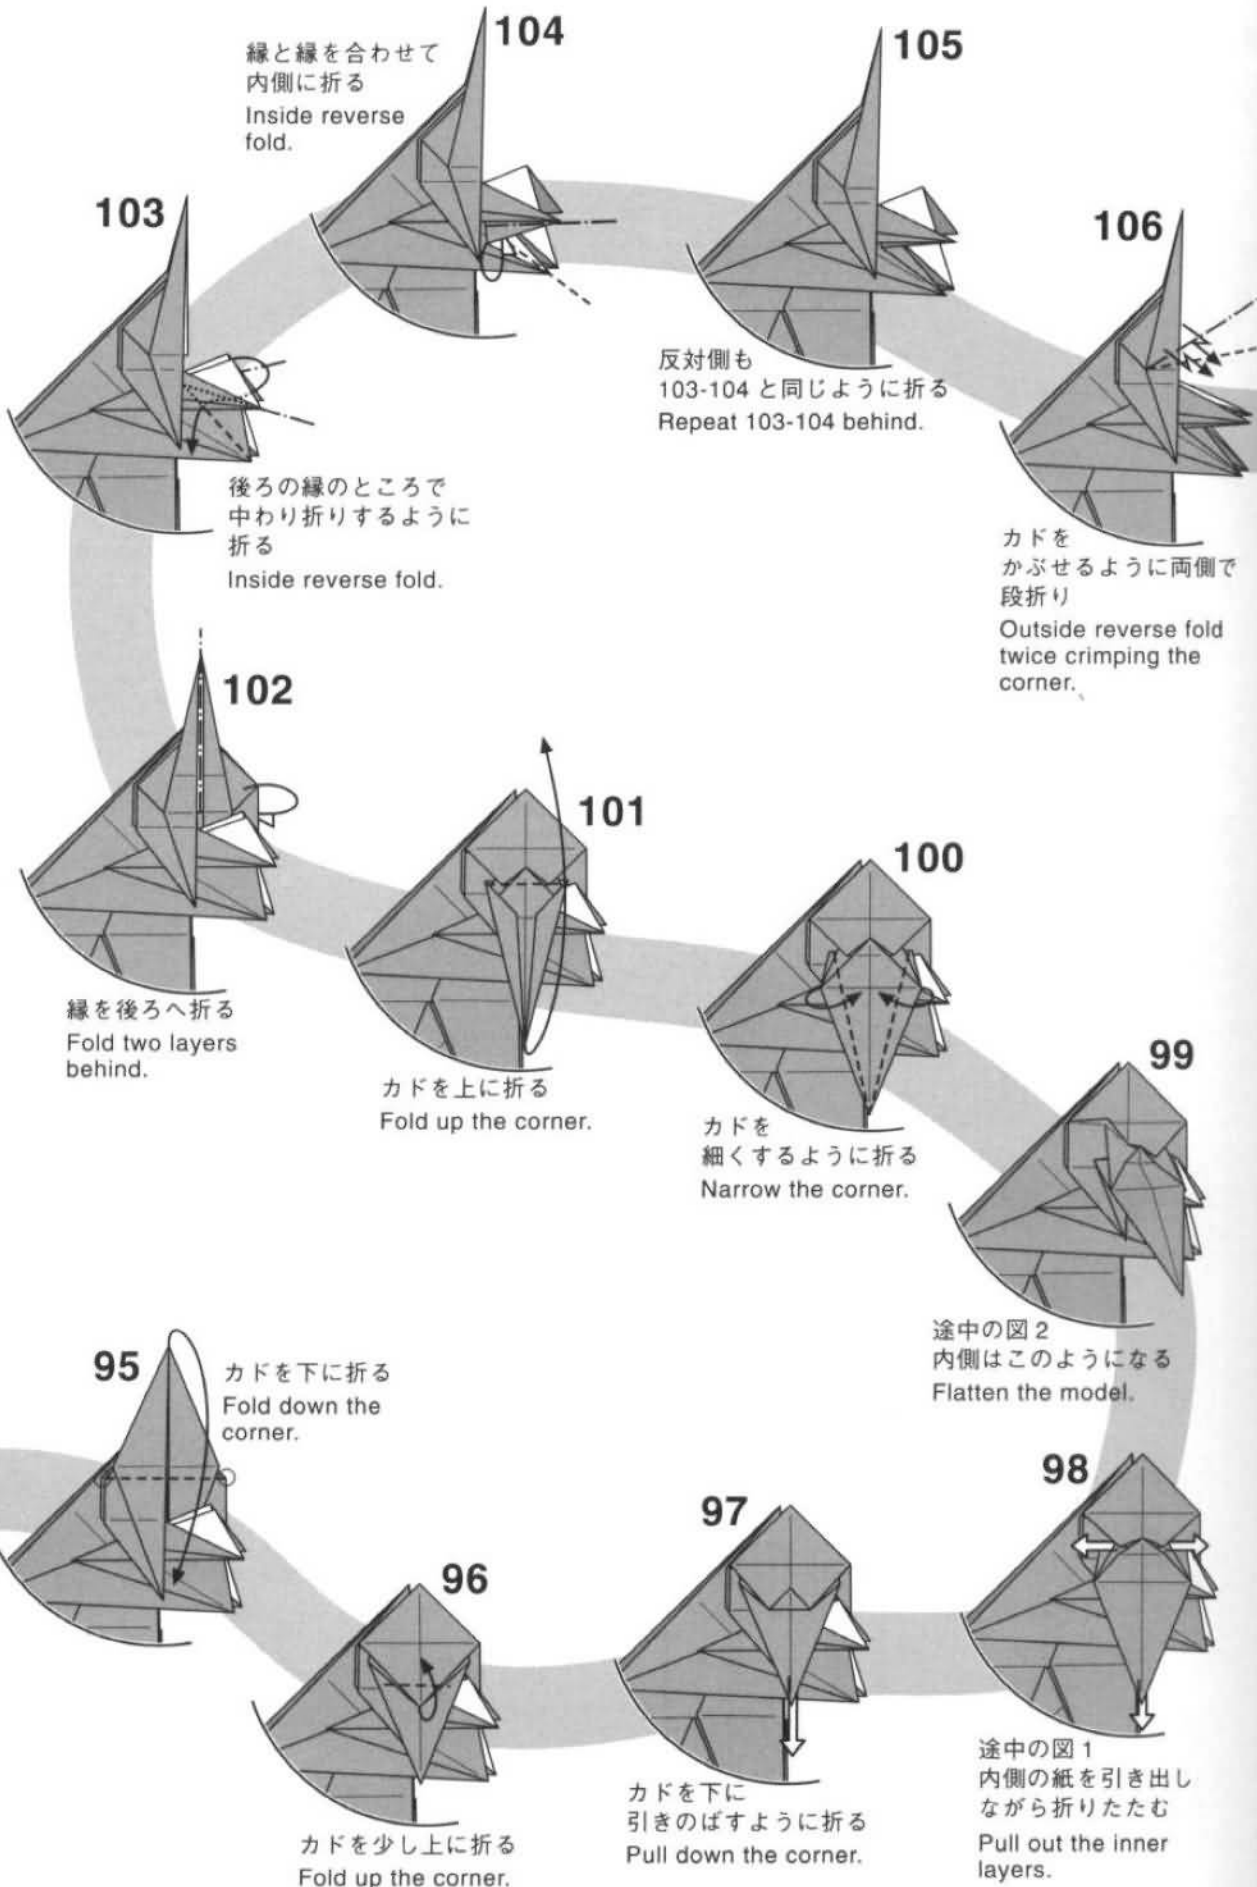 95
カドを下に折る
Fold down the
corner.
96
カドを少し上に折る
Fold up the corner.
97
カドを下に
引きのばすように折る
Pull down the corner.
98
途中の図1
内側の紙を引き出し
ながら折りたたむ
Pull out the inner
layers.
99
途中の図2
内側はこのようになる
Flatten the model.
100
カドを
細くするように折る
Narrow the corner.
101
カドを上に折る
Fold up the corner.
102
縁を後ろへ折る
Fold two layers
behind.
103
後ろの縁のところで
中わり折りするように
折る
Inside reverse fold.
104
縁と縁を合わせて
内側に折る
Inside reverse
fold.
105
反対側も
103-104 と同じように折る
Repeat 103-104 behind.
106
カドを
かぶせるように両側で
段折り
Outside reverse fold
twice crimping the
corner.